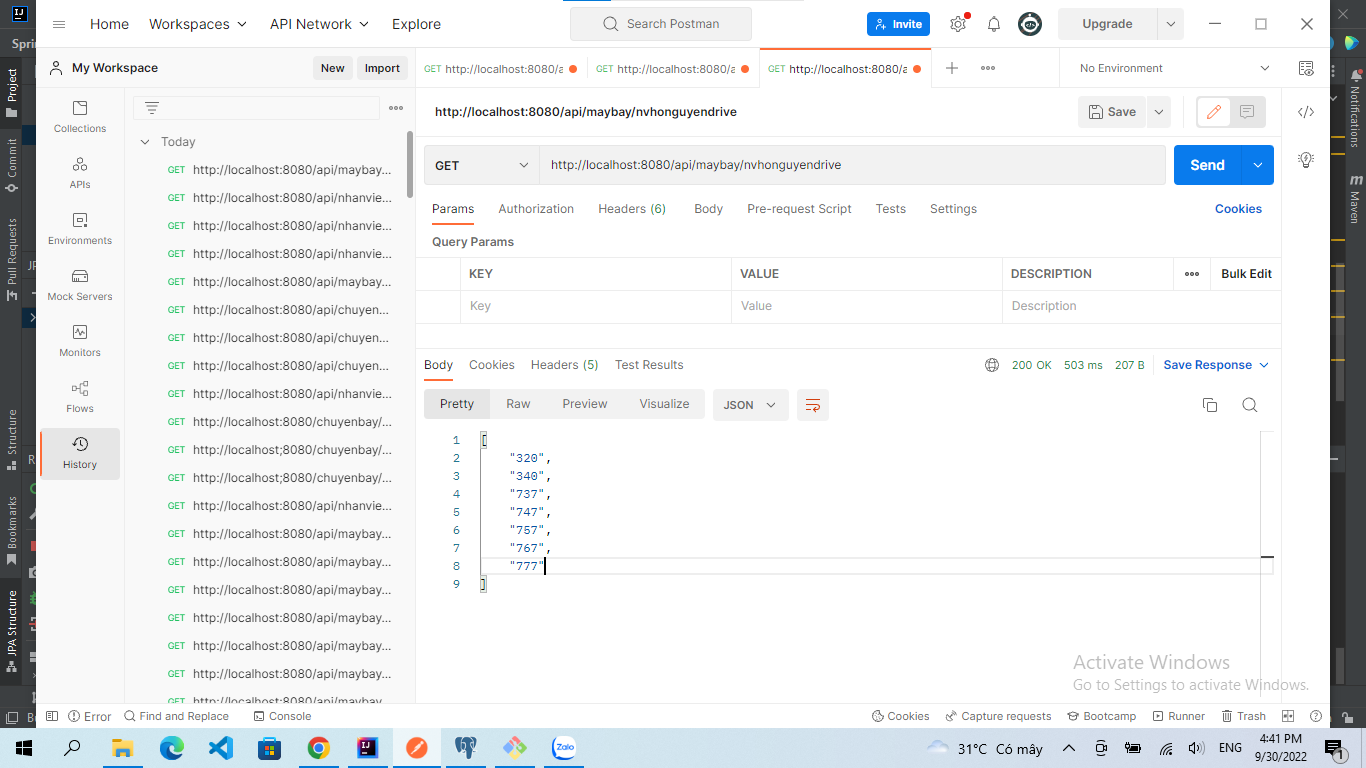 Home Workspaces API Network Explore Search Postman Invite Upgrade
Sprin
My Workspace New Import
GET http://localhost:8080/a GET http://localhost:8080/a GET http://localhost:8080/a No Environment
Project
Commit
Pull Request
Structure
Bookmarks
JPA Structure
Notifications
m Maven
Collections
APIs
Environments
Mock Servers
Monitors
Flows
History
Today
GET http://localhost:8080/api/maybay...
GET http://localhost:8080/api/nhanvie...
GET http://localhost:8080/api/nhanvie...
GET http://localhost:8080/api/nhanvie...
GET http://localhost:8080/api/maybay...
GET http://localhost:8080/api/chuyen...
GET http://localhost:8080/api/chuyen...
GET http://localhost:8080/api/chuyen...
GET http://localhost:8080/api/nhanvie...
GET http://localhost:8080/chuyenbay/...
GET http://localhost:8080/chuyenbay/...
GET http://localhost:8080/chuyenbay/...
GET http://localhost:8080/api/nhanvie...
GET http://localhost:8080/api/maybay...
GET http://localhost:8080/api/maybay...
GET http://localhost:8080/api/maybay...
GET http://localhost:8080/api/maybay...
GET http://localhost:8080/api/maybay...
GET http://localhost:8080/api/maybay...
GET http://localhost:8080/api/maybay
http://localhost:8080/api/maybay/nvhonguyendrive Save
GET http://localhost:8080/api/maybay/nvhonguyendrive Send
Params Authorization Headers (6) Body Pre-request Script Tests Settings Cookies
Query Params
KEY VALUE DESCRIPTION Bulk Edit
Key Value Description
Body Cookies Headers (5) Test Results 200 OK 503 ms 207 B Save Response
Pretty Raw Preview Visualize JSON
1 [
2 "320",
3 "340",
4 "737",
5 "747",
6 "757",
7 "767",
8 "777"
9 ]
Activate Windows
Go to Settings to activate Windows.
Error Find and Replace Console Cookies Capture requests Bootcamp Runner Trash
Zalo 31°C Có mây ENG 4:41 PM
9/30/2022 1